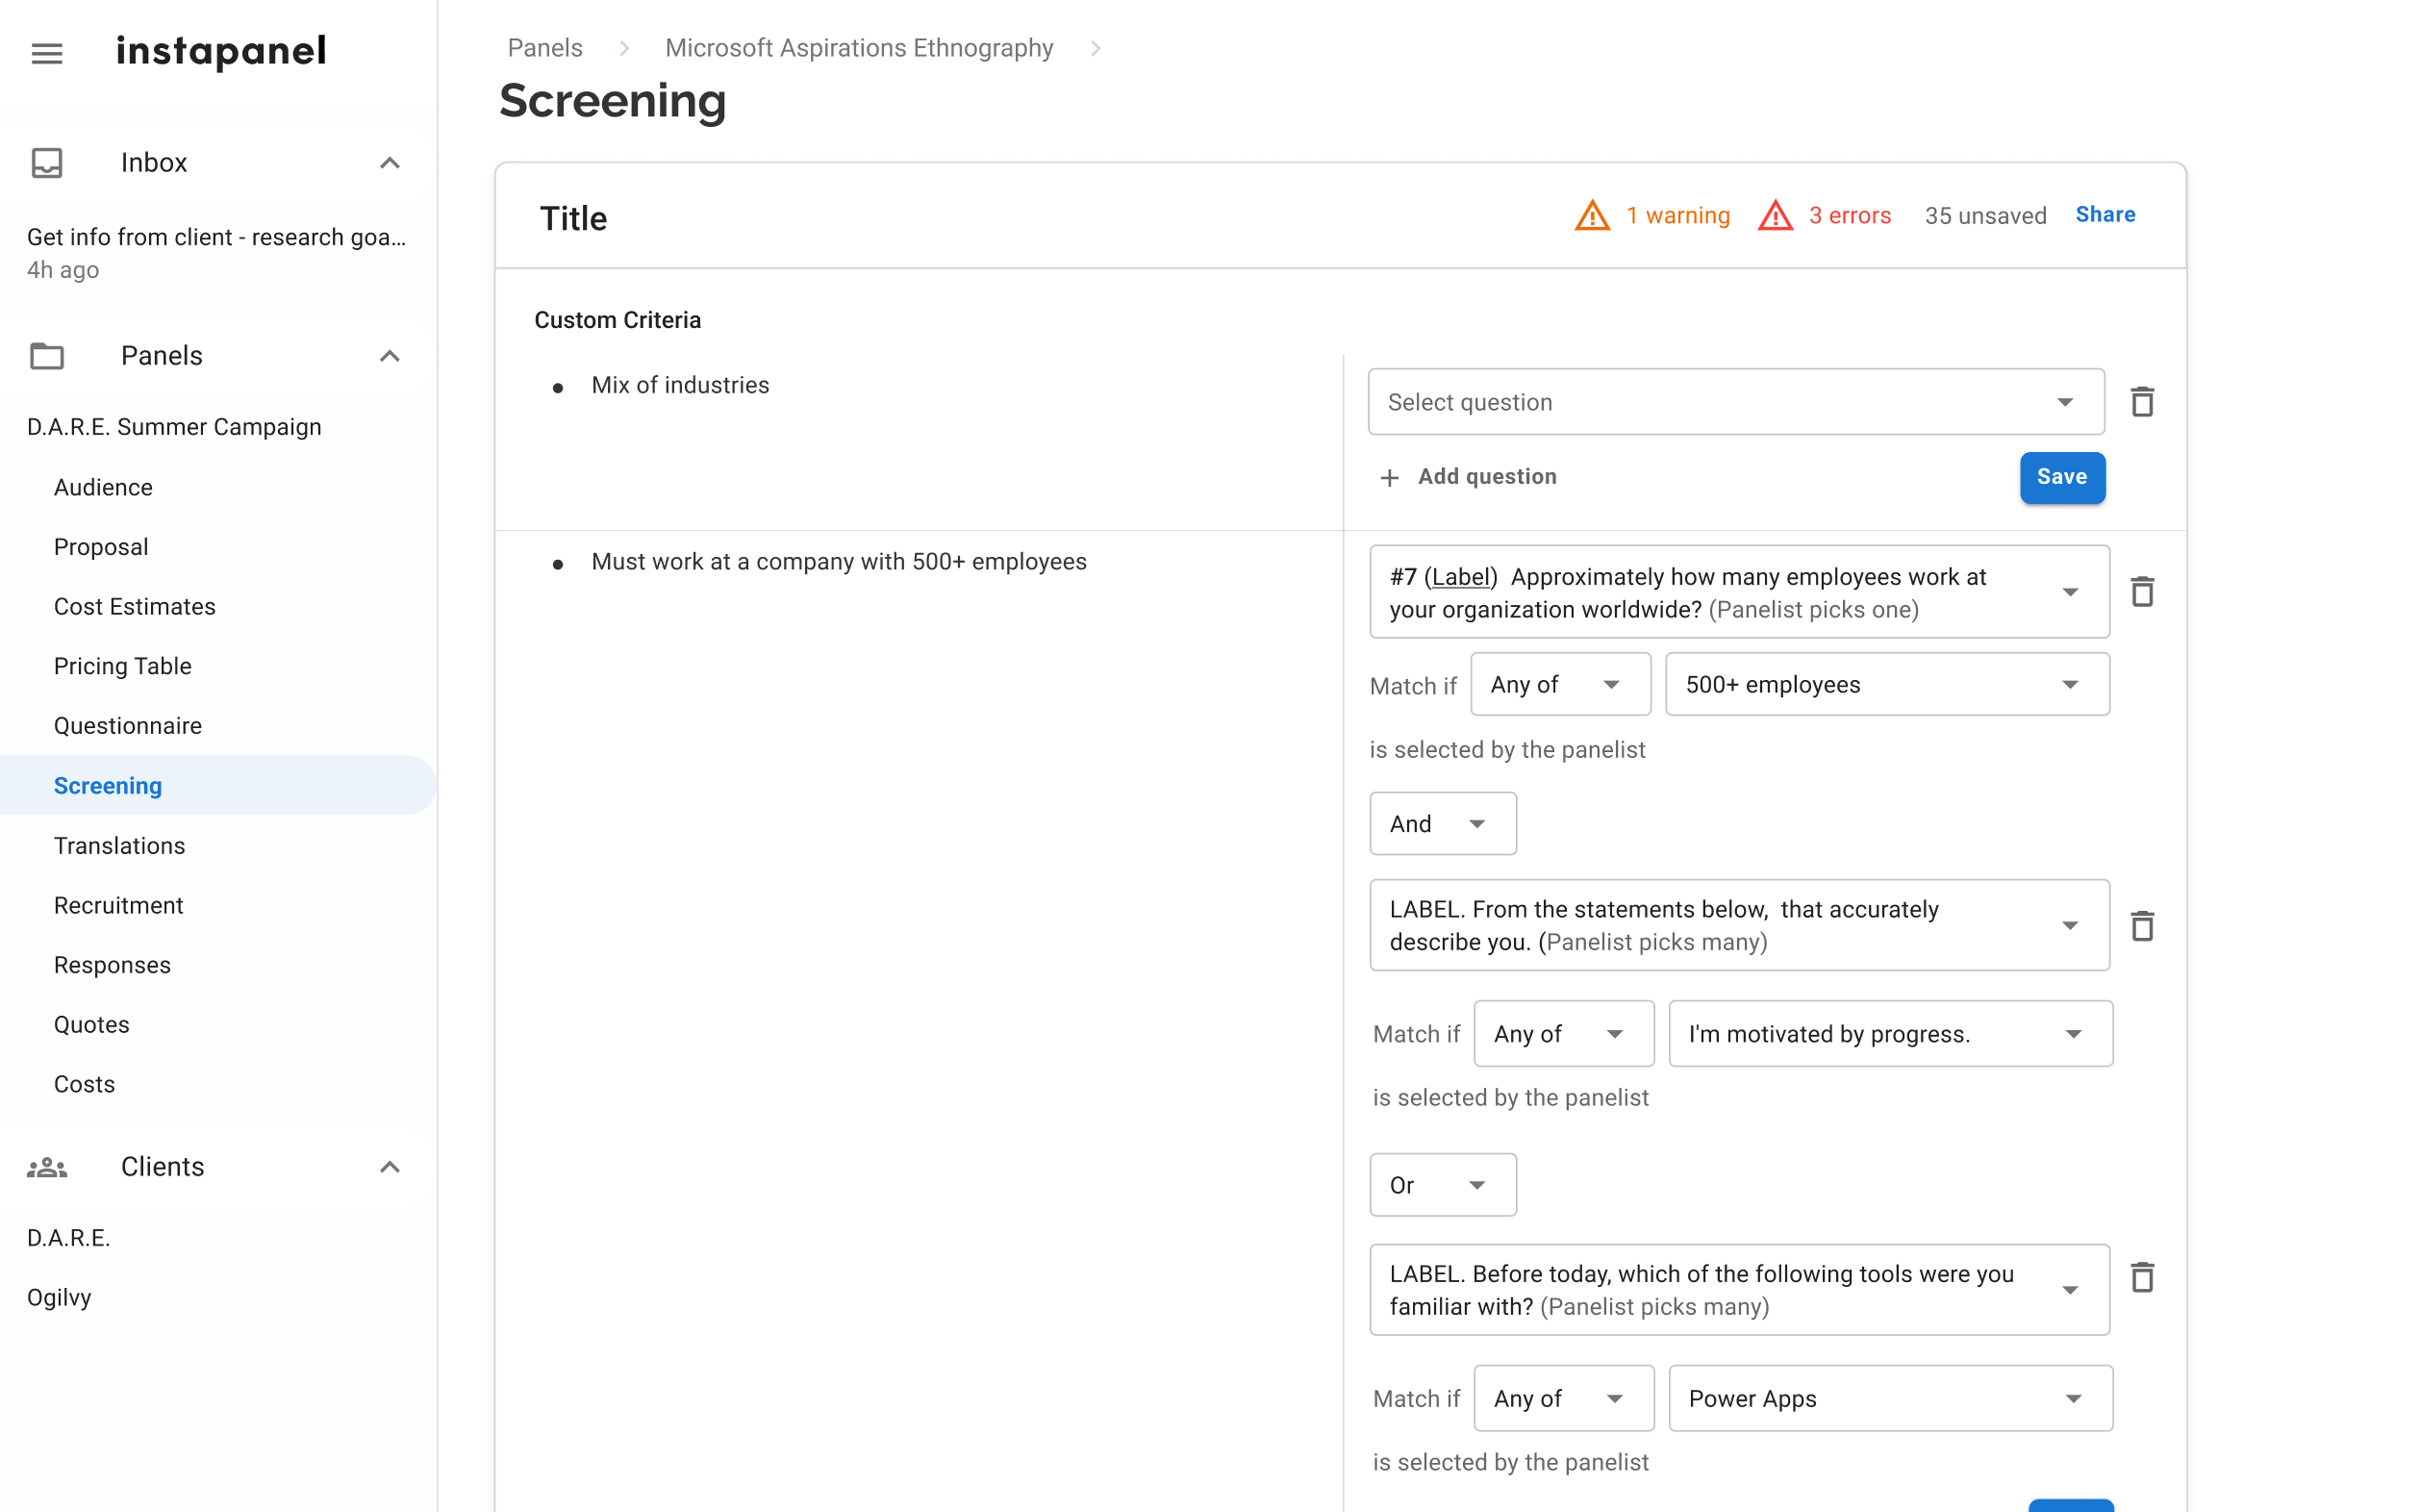 instapanel
Inbox
Get info from client - research goa...
4h ago
Panels
D.A.R.E. Summer Campaign
Audience
Proposal
Cost Estimates
Pricing Table
Questionnaire
Screening
Translations
Recruitment
Responses
Quotes
Costs
Clients
D.A.R.E.
Ogilvy
Panels > Microsoft Aspirations Ethnography >
Screening
Title
1 warning
3 errors
35 unsaved
Share
Custom Criteria
• Mix of industries
Select question
+ Add question
Save
• Must work at a company with 500+ employees
#7 (Label) Approximately how many employees work at
your organization worldwide? (Panelist picks one)
Match if Any of 500+ employees
is selected by the panelist
And
LABEL. From the statements below, that accurately
describe you. (Panelist picks many)
Match if Any of I'm motivated by progress.
is selected by the panelist
Or
LABEL. Before today, which of the following tools were you
familiar with? (Panelist picks many)
Match if Any of Power Apps
is selected by the panelist